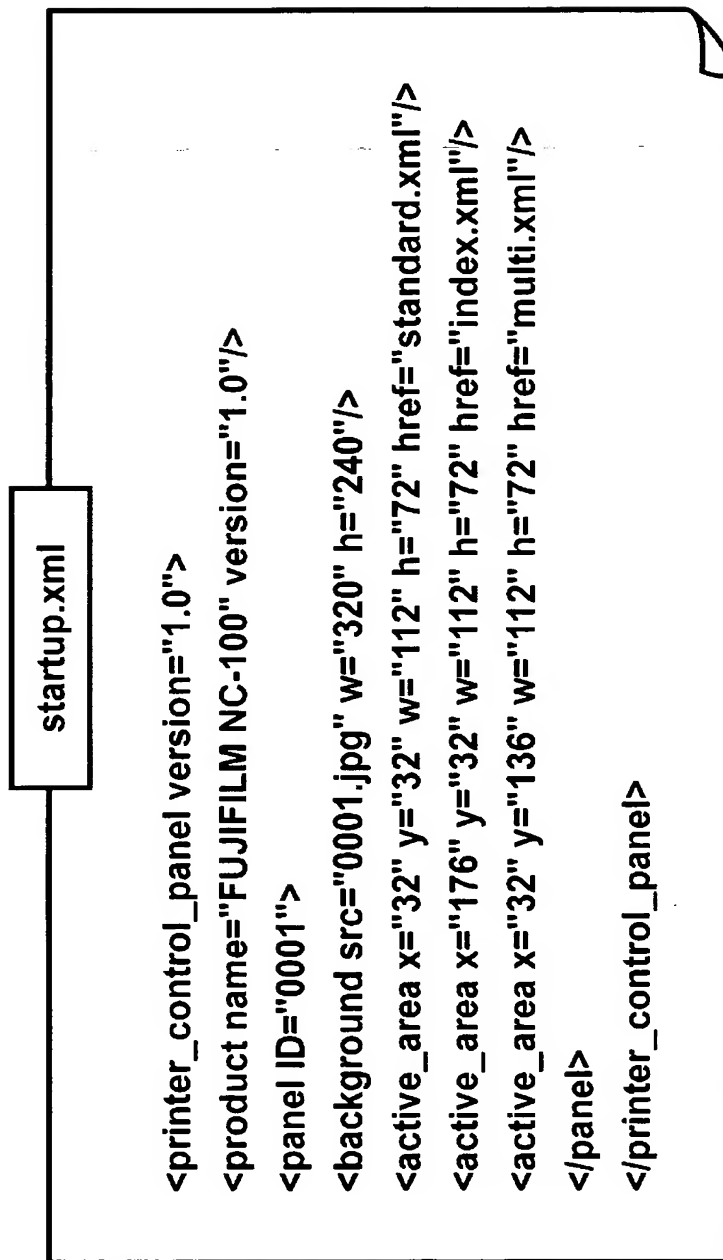 startup.xml
<printer_control_panel version="1.0">
<product name="FUJIFILM NC-100" version="1.0"/>
<panel ID="0001">
<background src="0001.jpg" w="320" h="240"/>
<active_area x="32" y="32" w="112" h="72" href="standard.xml"/>
<active_area x="176" y="32" w="112" h="72" href="index.xml"/>
<active_area x="32" y="136" w="112" h="72" href="multi.xml"/>
</panel>
</printer_control_panel>